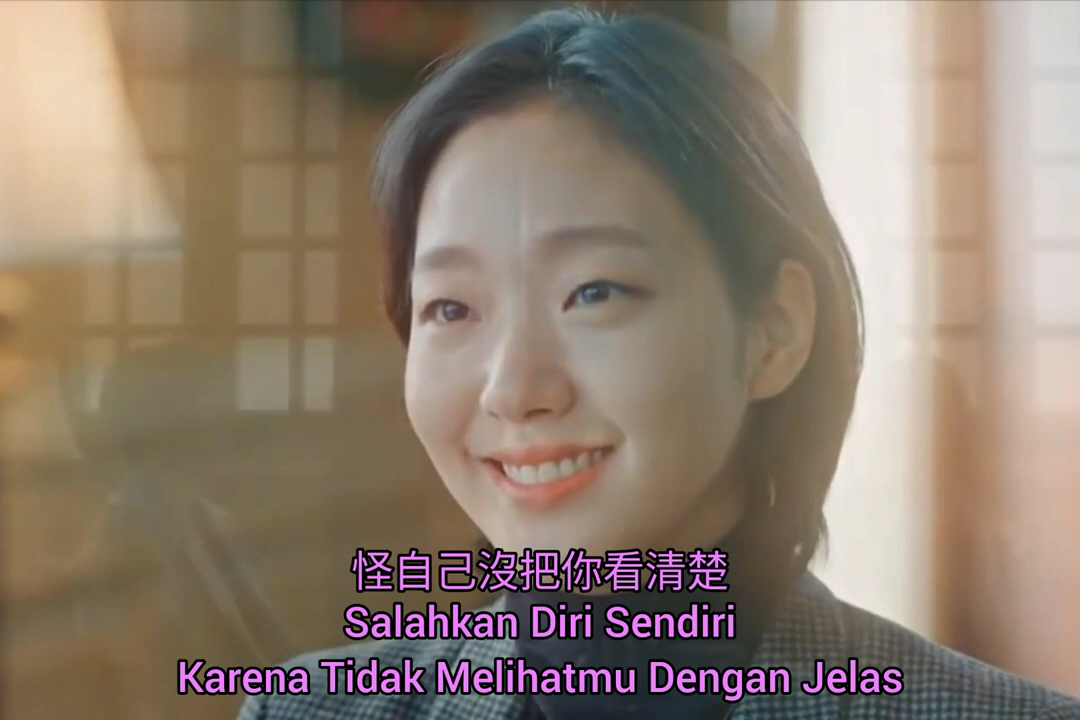 怪自己沒把你看清楚
Salahkan Diri Sendiri
Karena Tidak Melihatmu Dengan Jelas